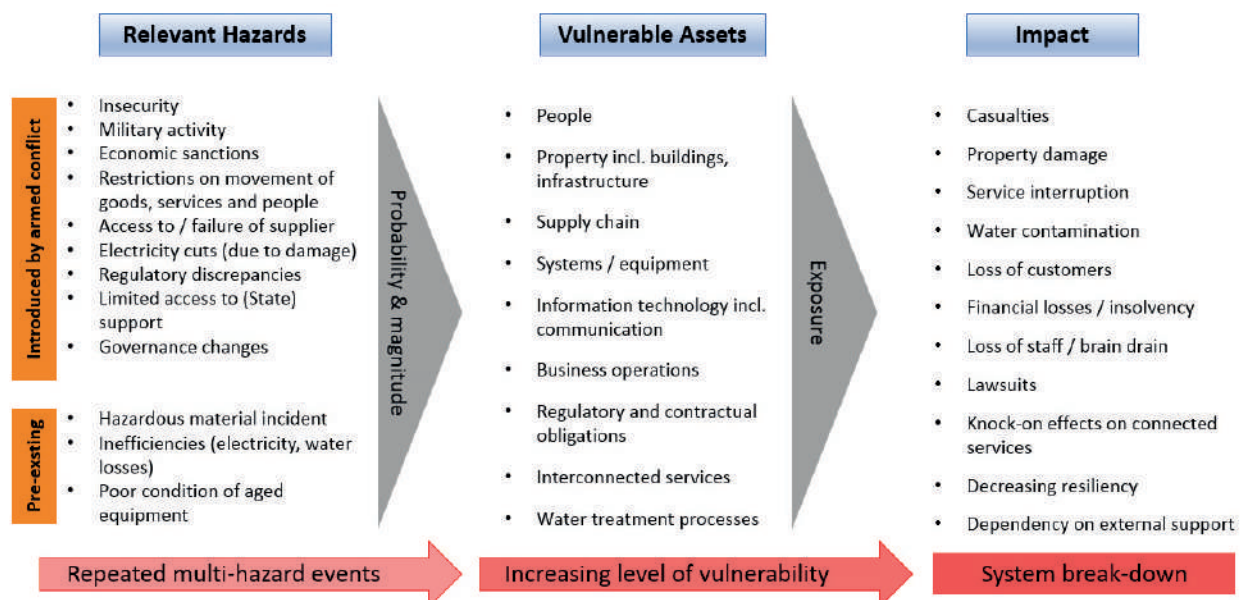 Relevant Hazards
Vulnerable Assets
Impact
Introduced by armed conflict
• Insecurity
• Military activity
• Economic sanctions
• Restrictions on movement of
goods, services and people
• Access to / failure of supplier
• Electricity cuts (due to damage)
• Regulatory discrepancies
• Limited access to (State)
support
• Governance changes
Pre-exsting
• Hazardous material incident
• Inefficiencies (electricity, water
losses)
• Poor condition of aged
equipment
Probability & magnitude
• People
• Property incl. buildings,
infrastructure
• Supply chain
• Systems / equipment
• Information technology incl.
communication
• Business operations
• Regulatory and contractual
obligations
• Interconnected services
• Water treatment processes
Exposure
• Casualties
• Property damage
• Service interruption
• Water contamination
• Loss of customers
• Financial losses / insolvency
• Loss of staff / brain drain
• Lawsuits
• Knock-on effects on connected
services
• Decreasing resiliency
• Dependency on external support
Repeated multi-hazard events
Increasing level of vulnerability
System break-down